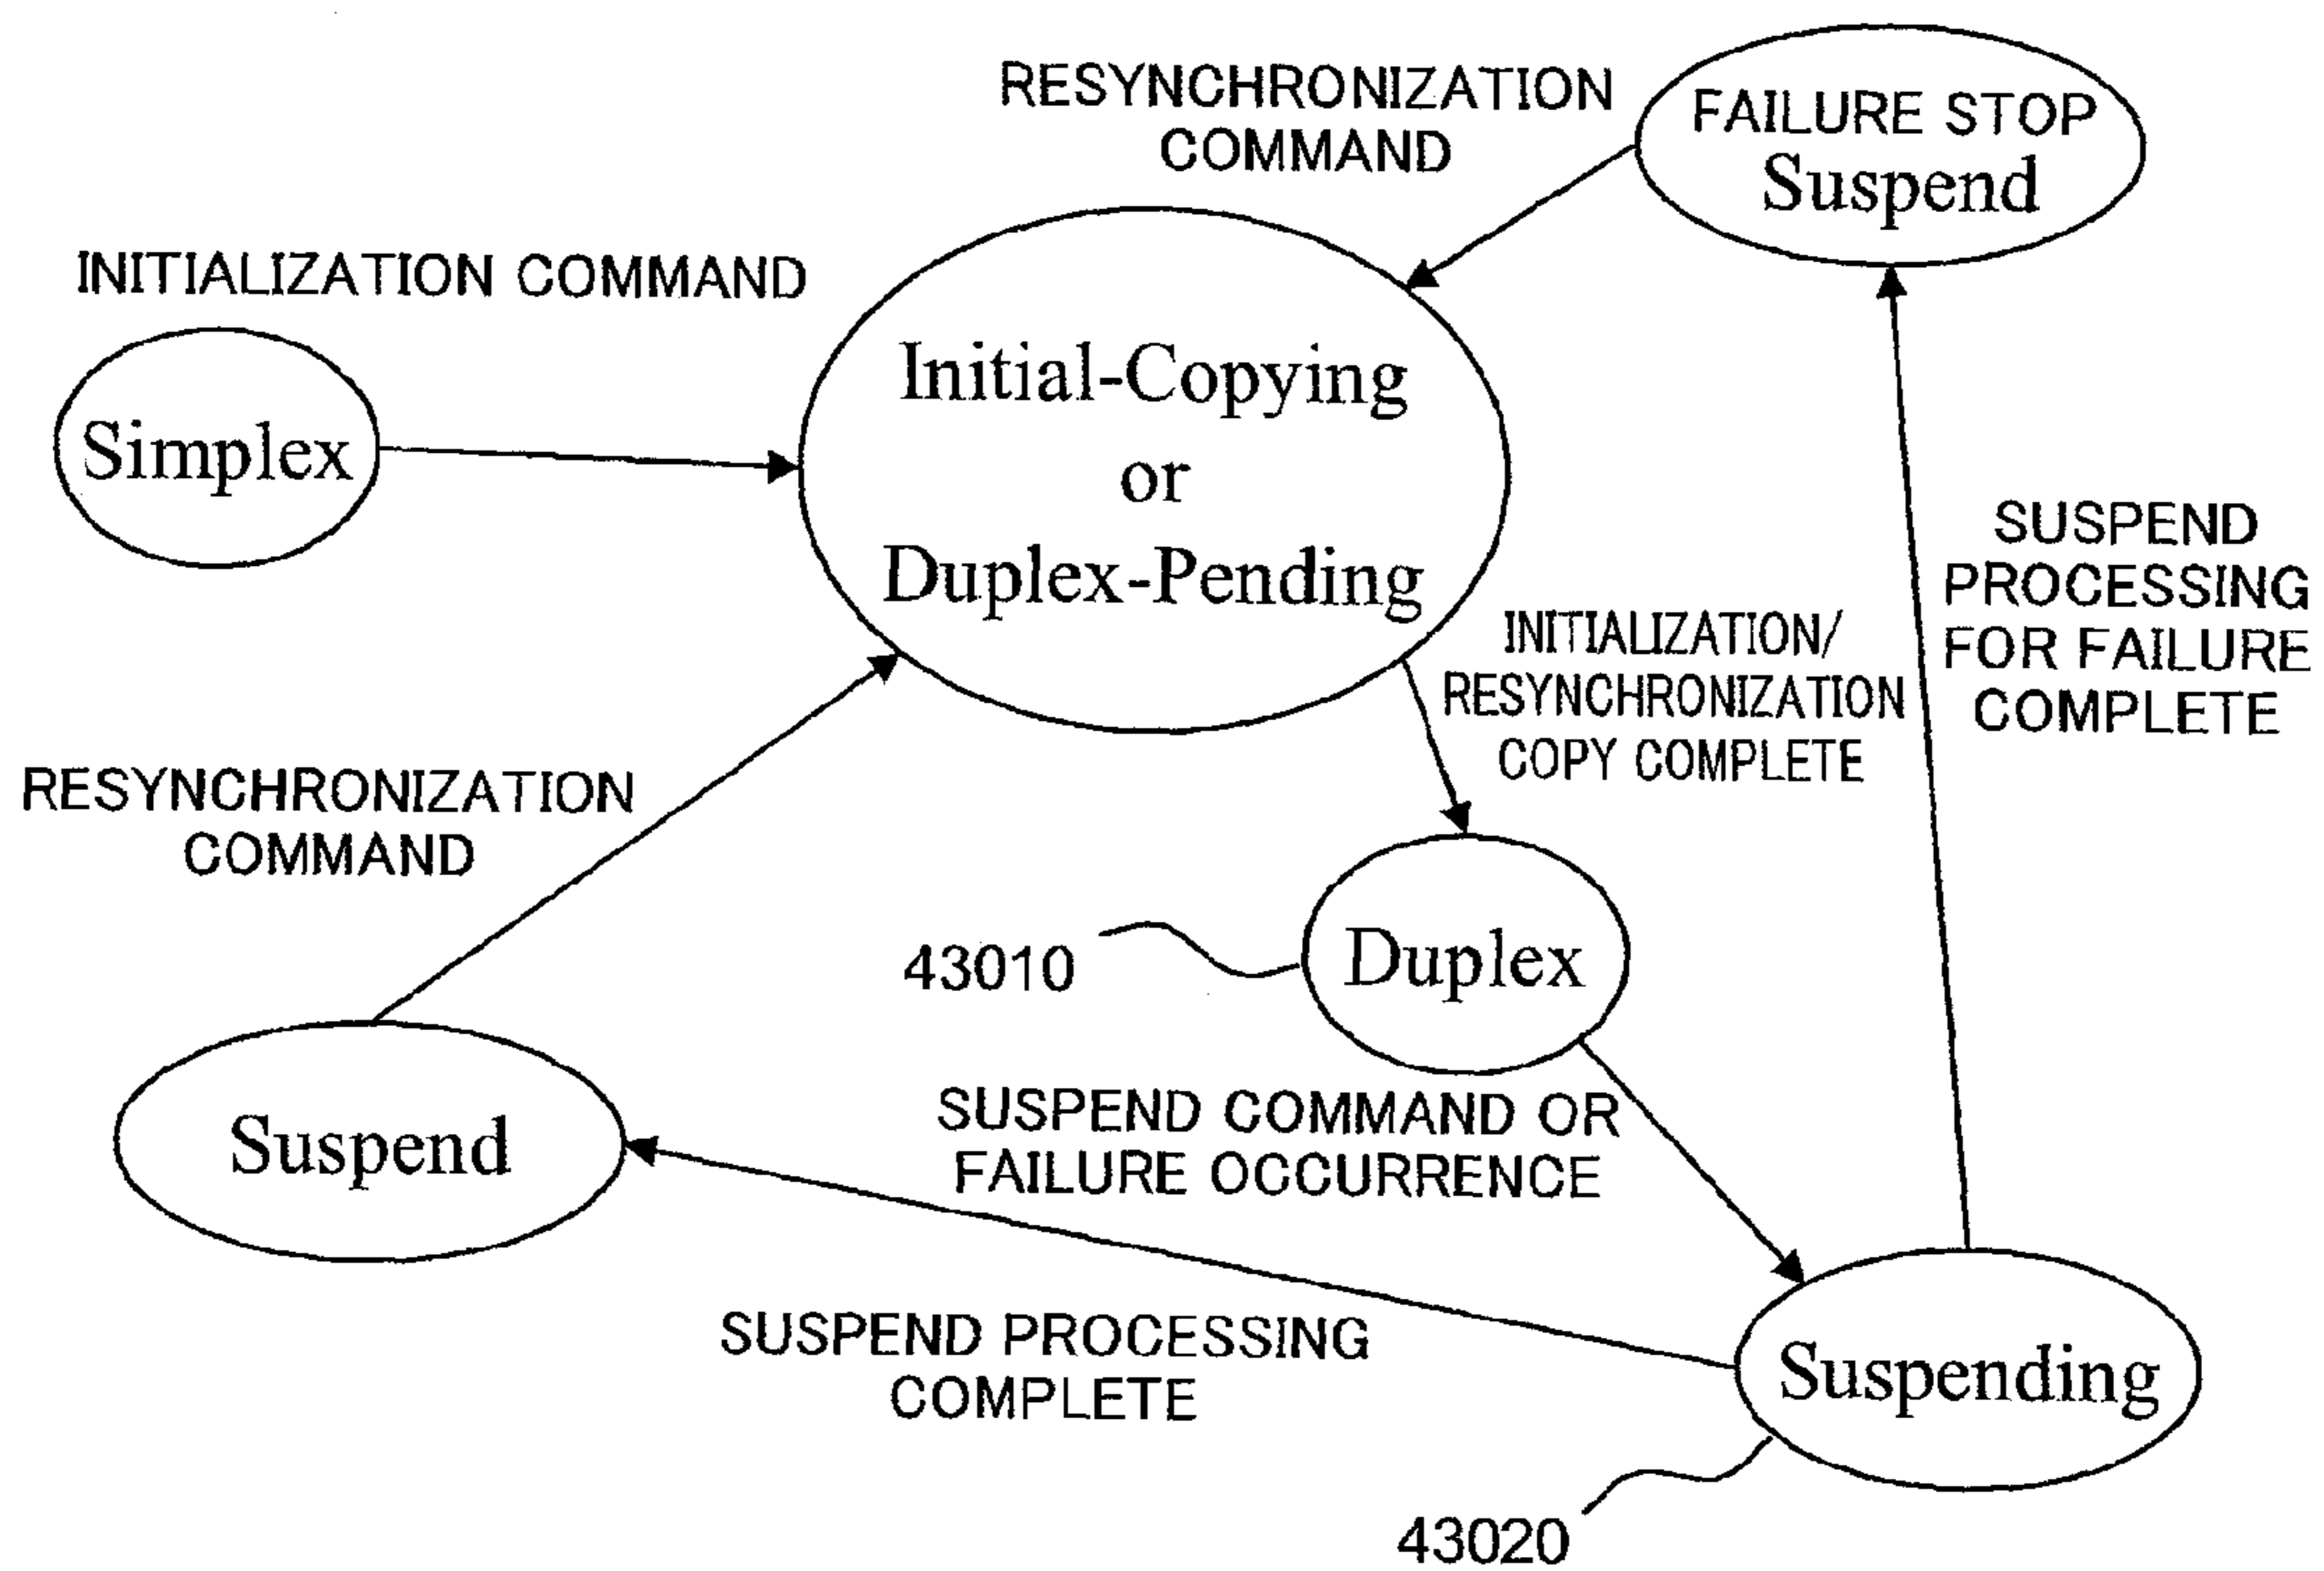 RESYNCHRONIZATION
COMMAND
FAILURE STOP
Suspend
INITIALIZATION COMMAND
Simplex
Initial-Copying
or
Duplex-Pending
SUSPEND
PROCESSING
FOR FAILURE
COMPLETE
INITIALIZATION/
RESYNCHRONIZATION
COPY COMPLETE
RESYNCHRONIZATION
COMMAND
43010
Duplex
Suspend
SUSPEND COMMAND OR
FAILURE OCCURRENCE
SUSPEND PROCESSING
COMPLETE
Suspending
43020